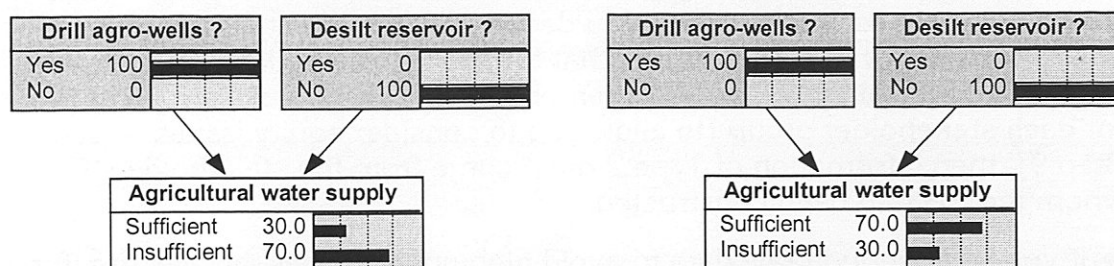 Drill agro-wells ?
Yes 100
No 0
Desilt reservoir ?
Yes 0
No 100
Agricultural water supply
Sufficient 30.0
Insufficient 70.0
Drill agro-wells ?
Yes 100
No 0
Desilt reservoir ?
Yes 0
No 100
Agricultural water supply
Sufficient 70.0
Insufficient 30.0